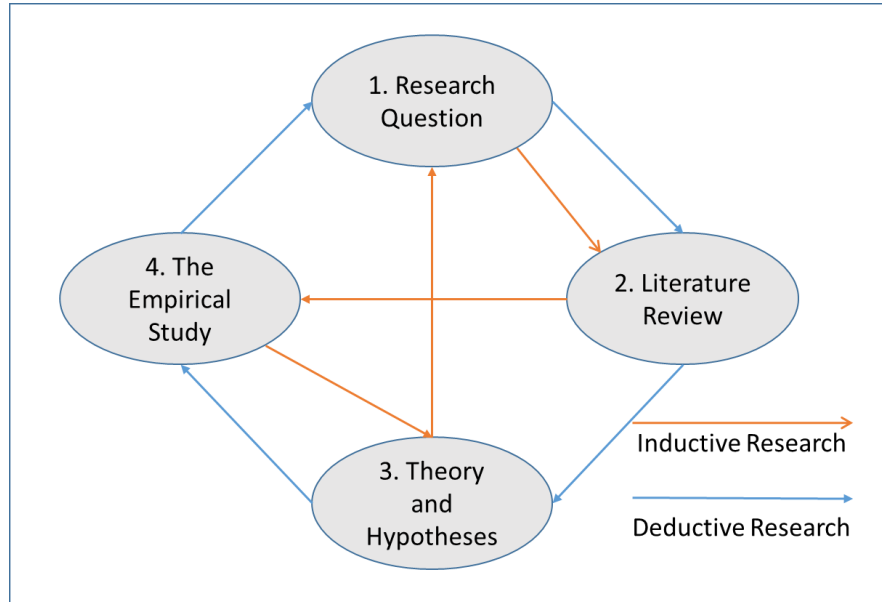 1. Research
Question
2. Literature
Review
4. The
Empirical
Study
3. Theory
and
Hypotheses
Inductive Research
Deductive Research